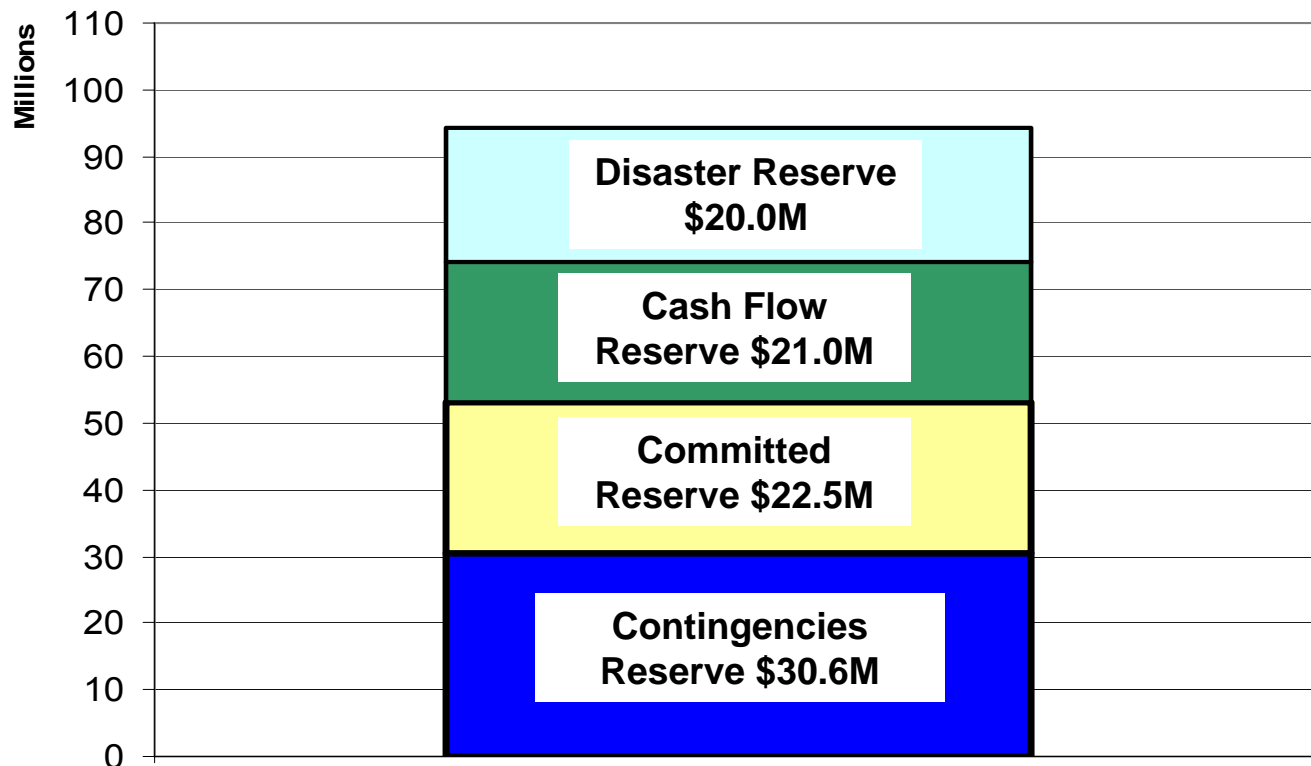 Millions
110
100
90
80
70
60
50
40
30
20
10
0
Disaster Reserve
$20.0M
Cash Flow
Reserve $21.0M
Committed
Reserve $22.5M
Contingencies
Reserve $30.6M